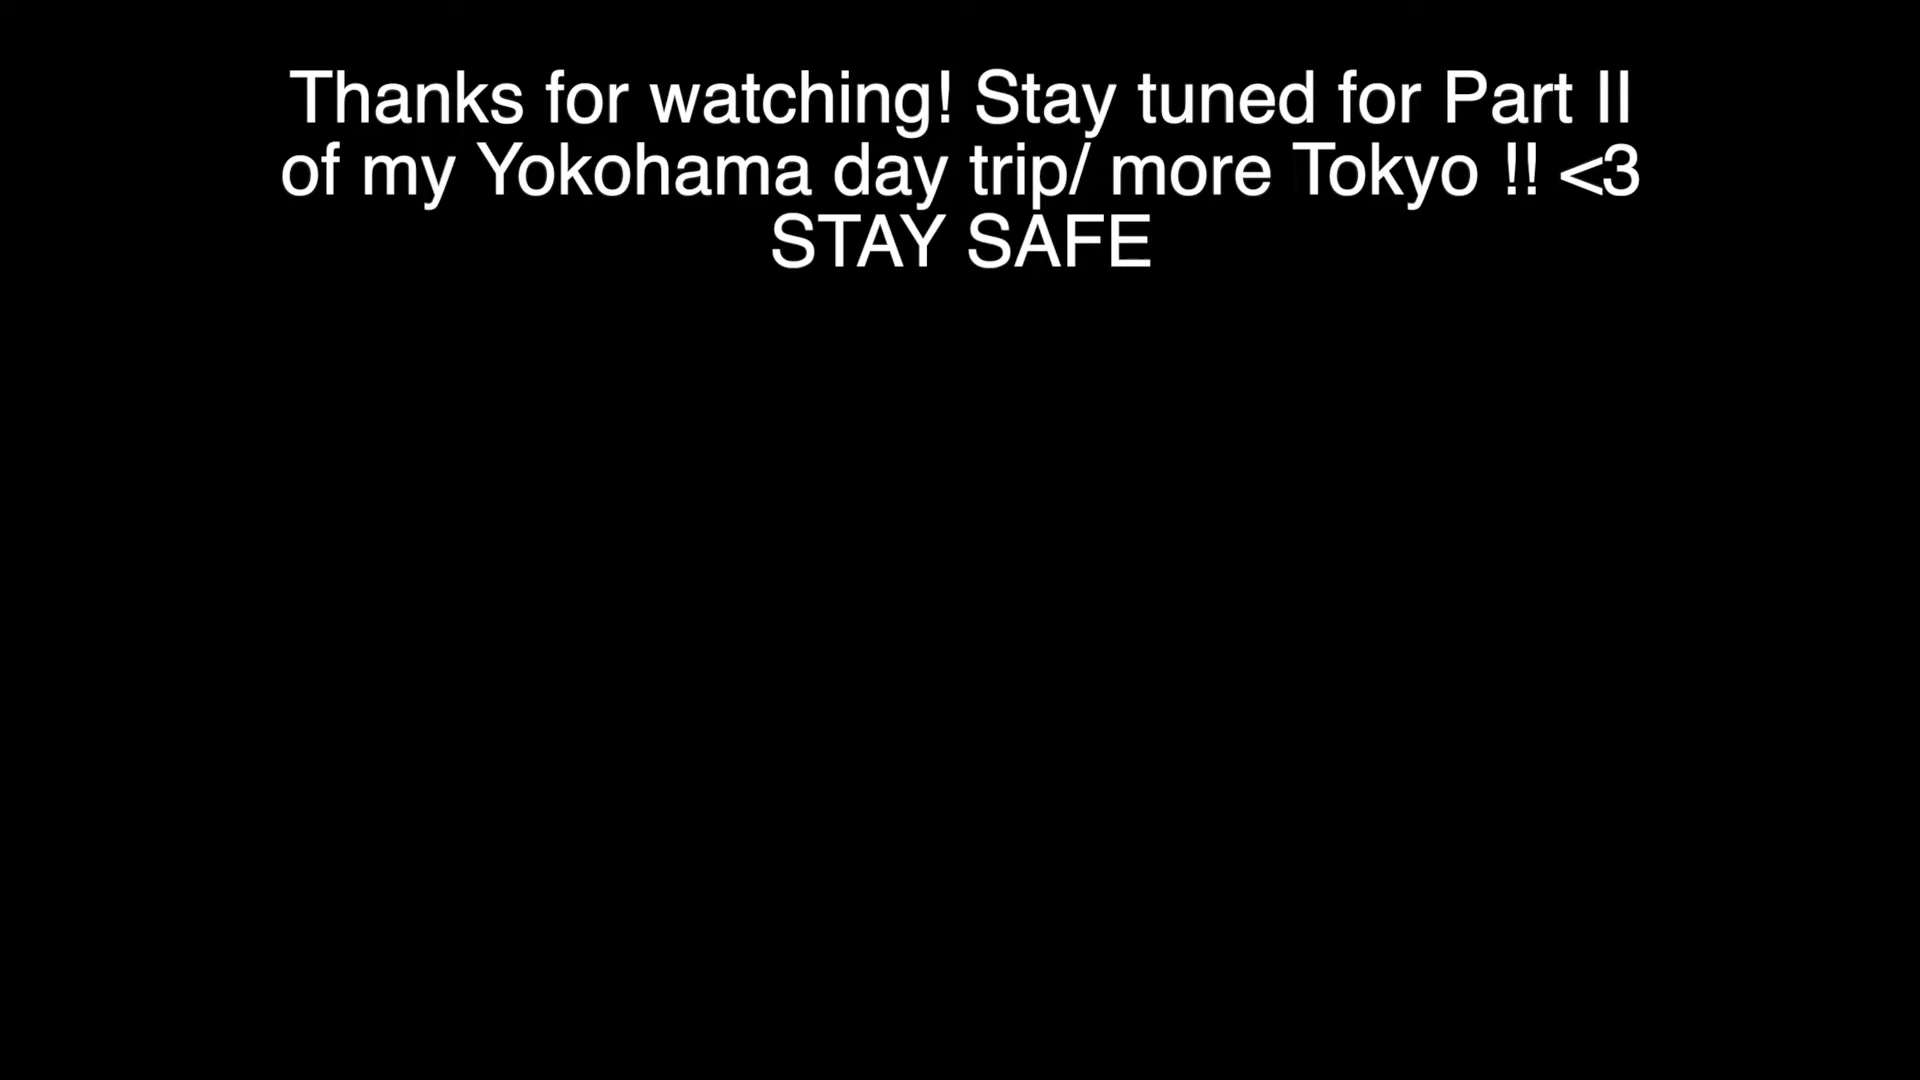 Thanks for watching! Stay tuned for Part II
of my Yokohama day trip/ more Tokyo !! <3
STAY SAFE